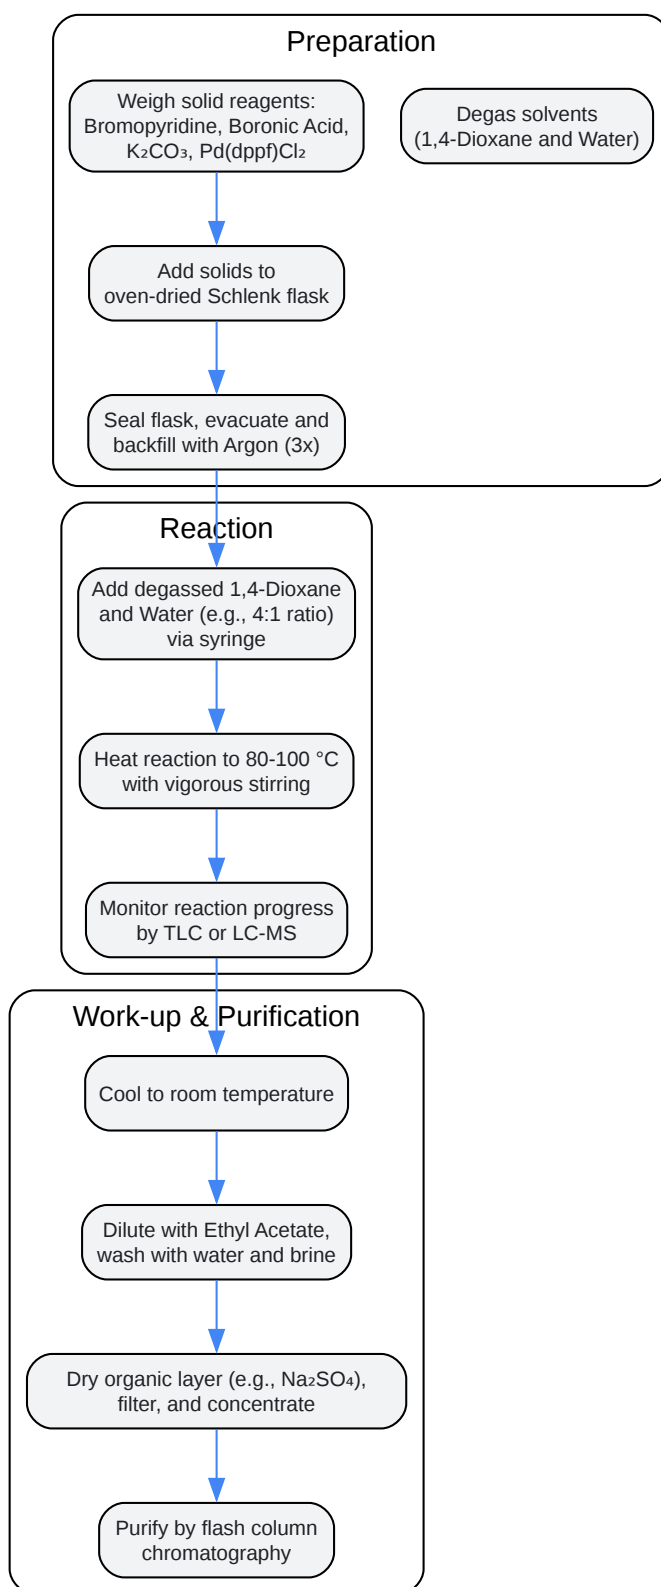 Preparation
Weigh solid reagents:
Bromopyridine, Boronic Acid,
K₂CO₃, Pd(dppf)Cl₂
Degas solvents
(1,4-Dioxane and Water)
Add solids to
oven-dried Schlenk flask
Seal flask, evacuate and
backfill with Argon (3x)
Reaction
Add degassed 1,4-Dioxane
and Water (e.g., 4:1 ratio)
via syringe
Heat reaction to 80-100 °C
with vigorous stirring
Monitor reaction progress
by TLC or LC-MS
Work-up & Purification
Cool to room temperature
Dilute with Ethyl Acetate,
wash with water and brine
Dry organic layer (e.g., Na₂SO₄),
filter, and concentrate
Purify by flash column
chromatography